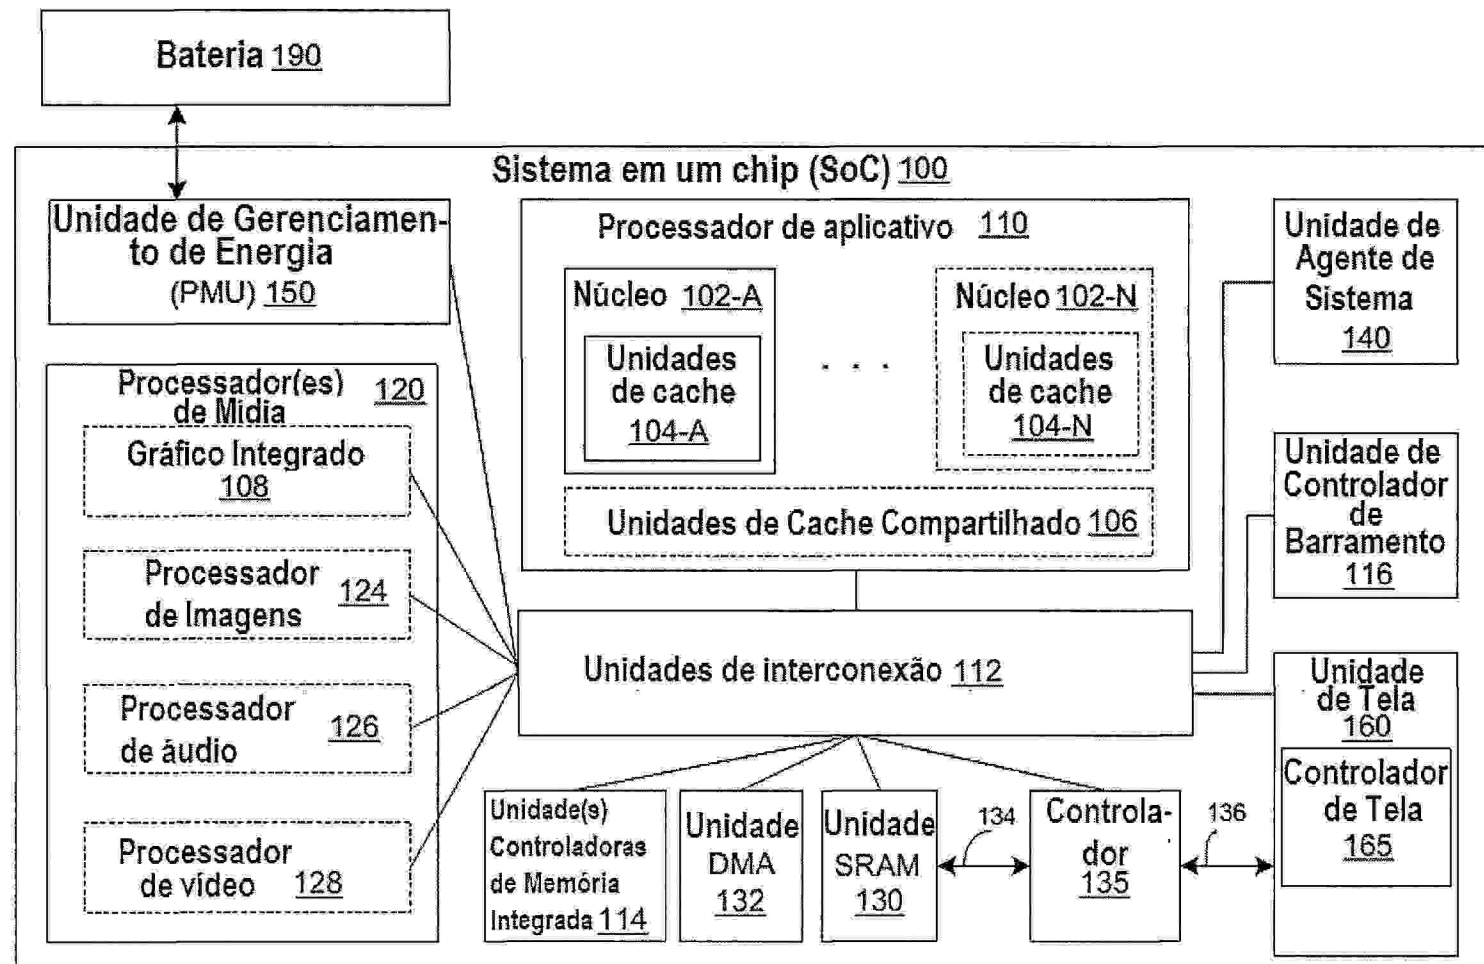 Bateria 190
Sistema em um chip (SoC) 100
Unidade de Gerenciamen-
to de Energia
(PMU) 150
Processador de aplicativo 110
Núcleo 102-A
Unidades
de cache
104-A
. . .
Núcleo 102-N
Unidades
de cache
104-N
Unidades de Cache Compartilhado 106
Unidade de
Agente de
Sistema
140
Processador(es)
de Mídia 120
Gráfico Integrado
108
Processador
de Imagens 124
Processador
de áudio 126
Processador
de vídeo 128
Unidade de
Controlador
de
Barramento
116
Unidades de interconexão 112
Unidade
de Tela
160
Controlador
de Tela
165
Unidade(s)
Controladoras
de Memória
Integrada 114
Unidade
DMA
132
Unidade
SRAM
130
134
Controla-
dor
135
136